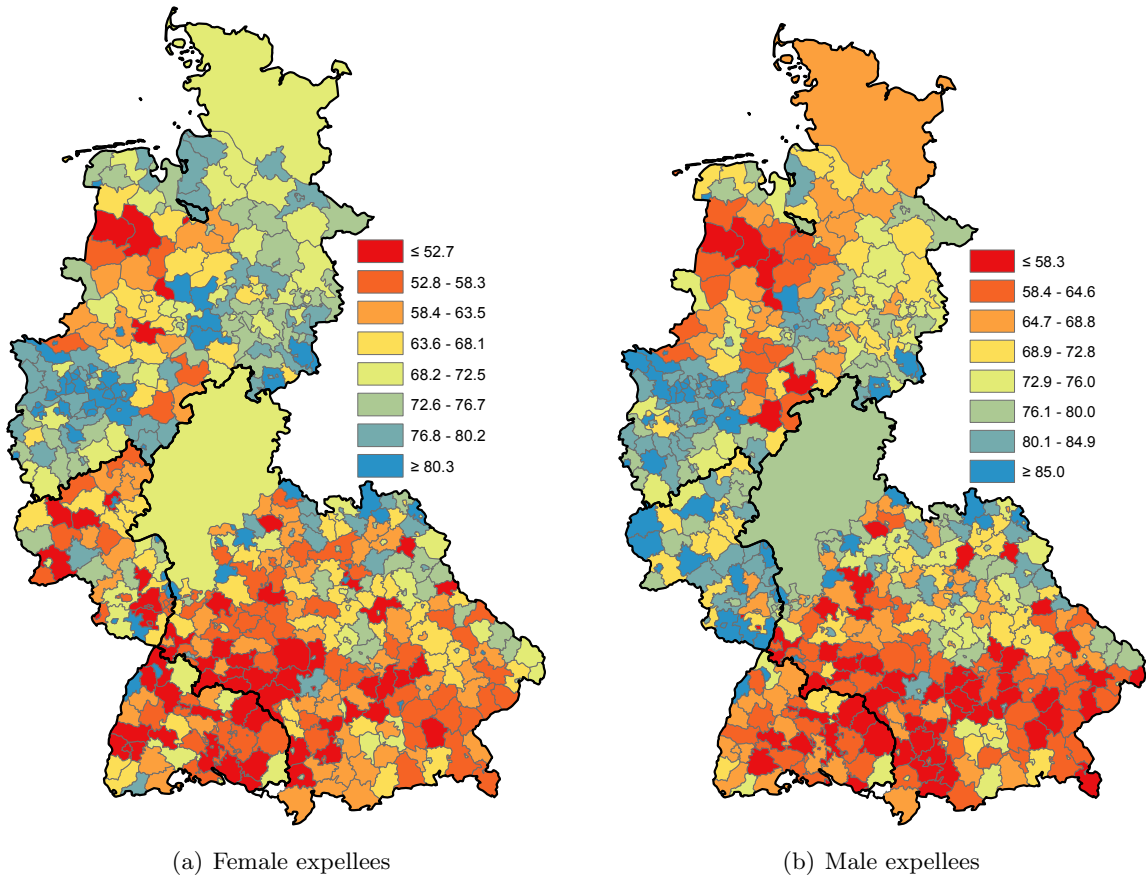 ≤ 52.7
52.8 - 58.3
58.4 - 63.5
63.6 - 68.1
68.2 - 72.5
72.6 - 76.7
76.8 - 80.2
≥ 80.3
≤ 58.3
58.4 - 64.6
64.7 - 68.8
68.9 - 72.8
72.9 - 76.0
76.1 - 80.0
80.1 - 84.9
≥ 85.0
(a) Female expellees
(b) Male expellees